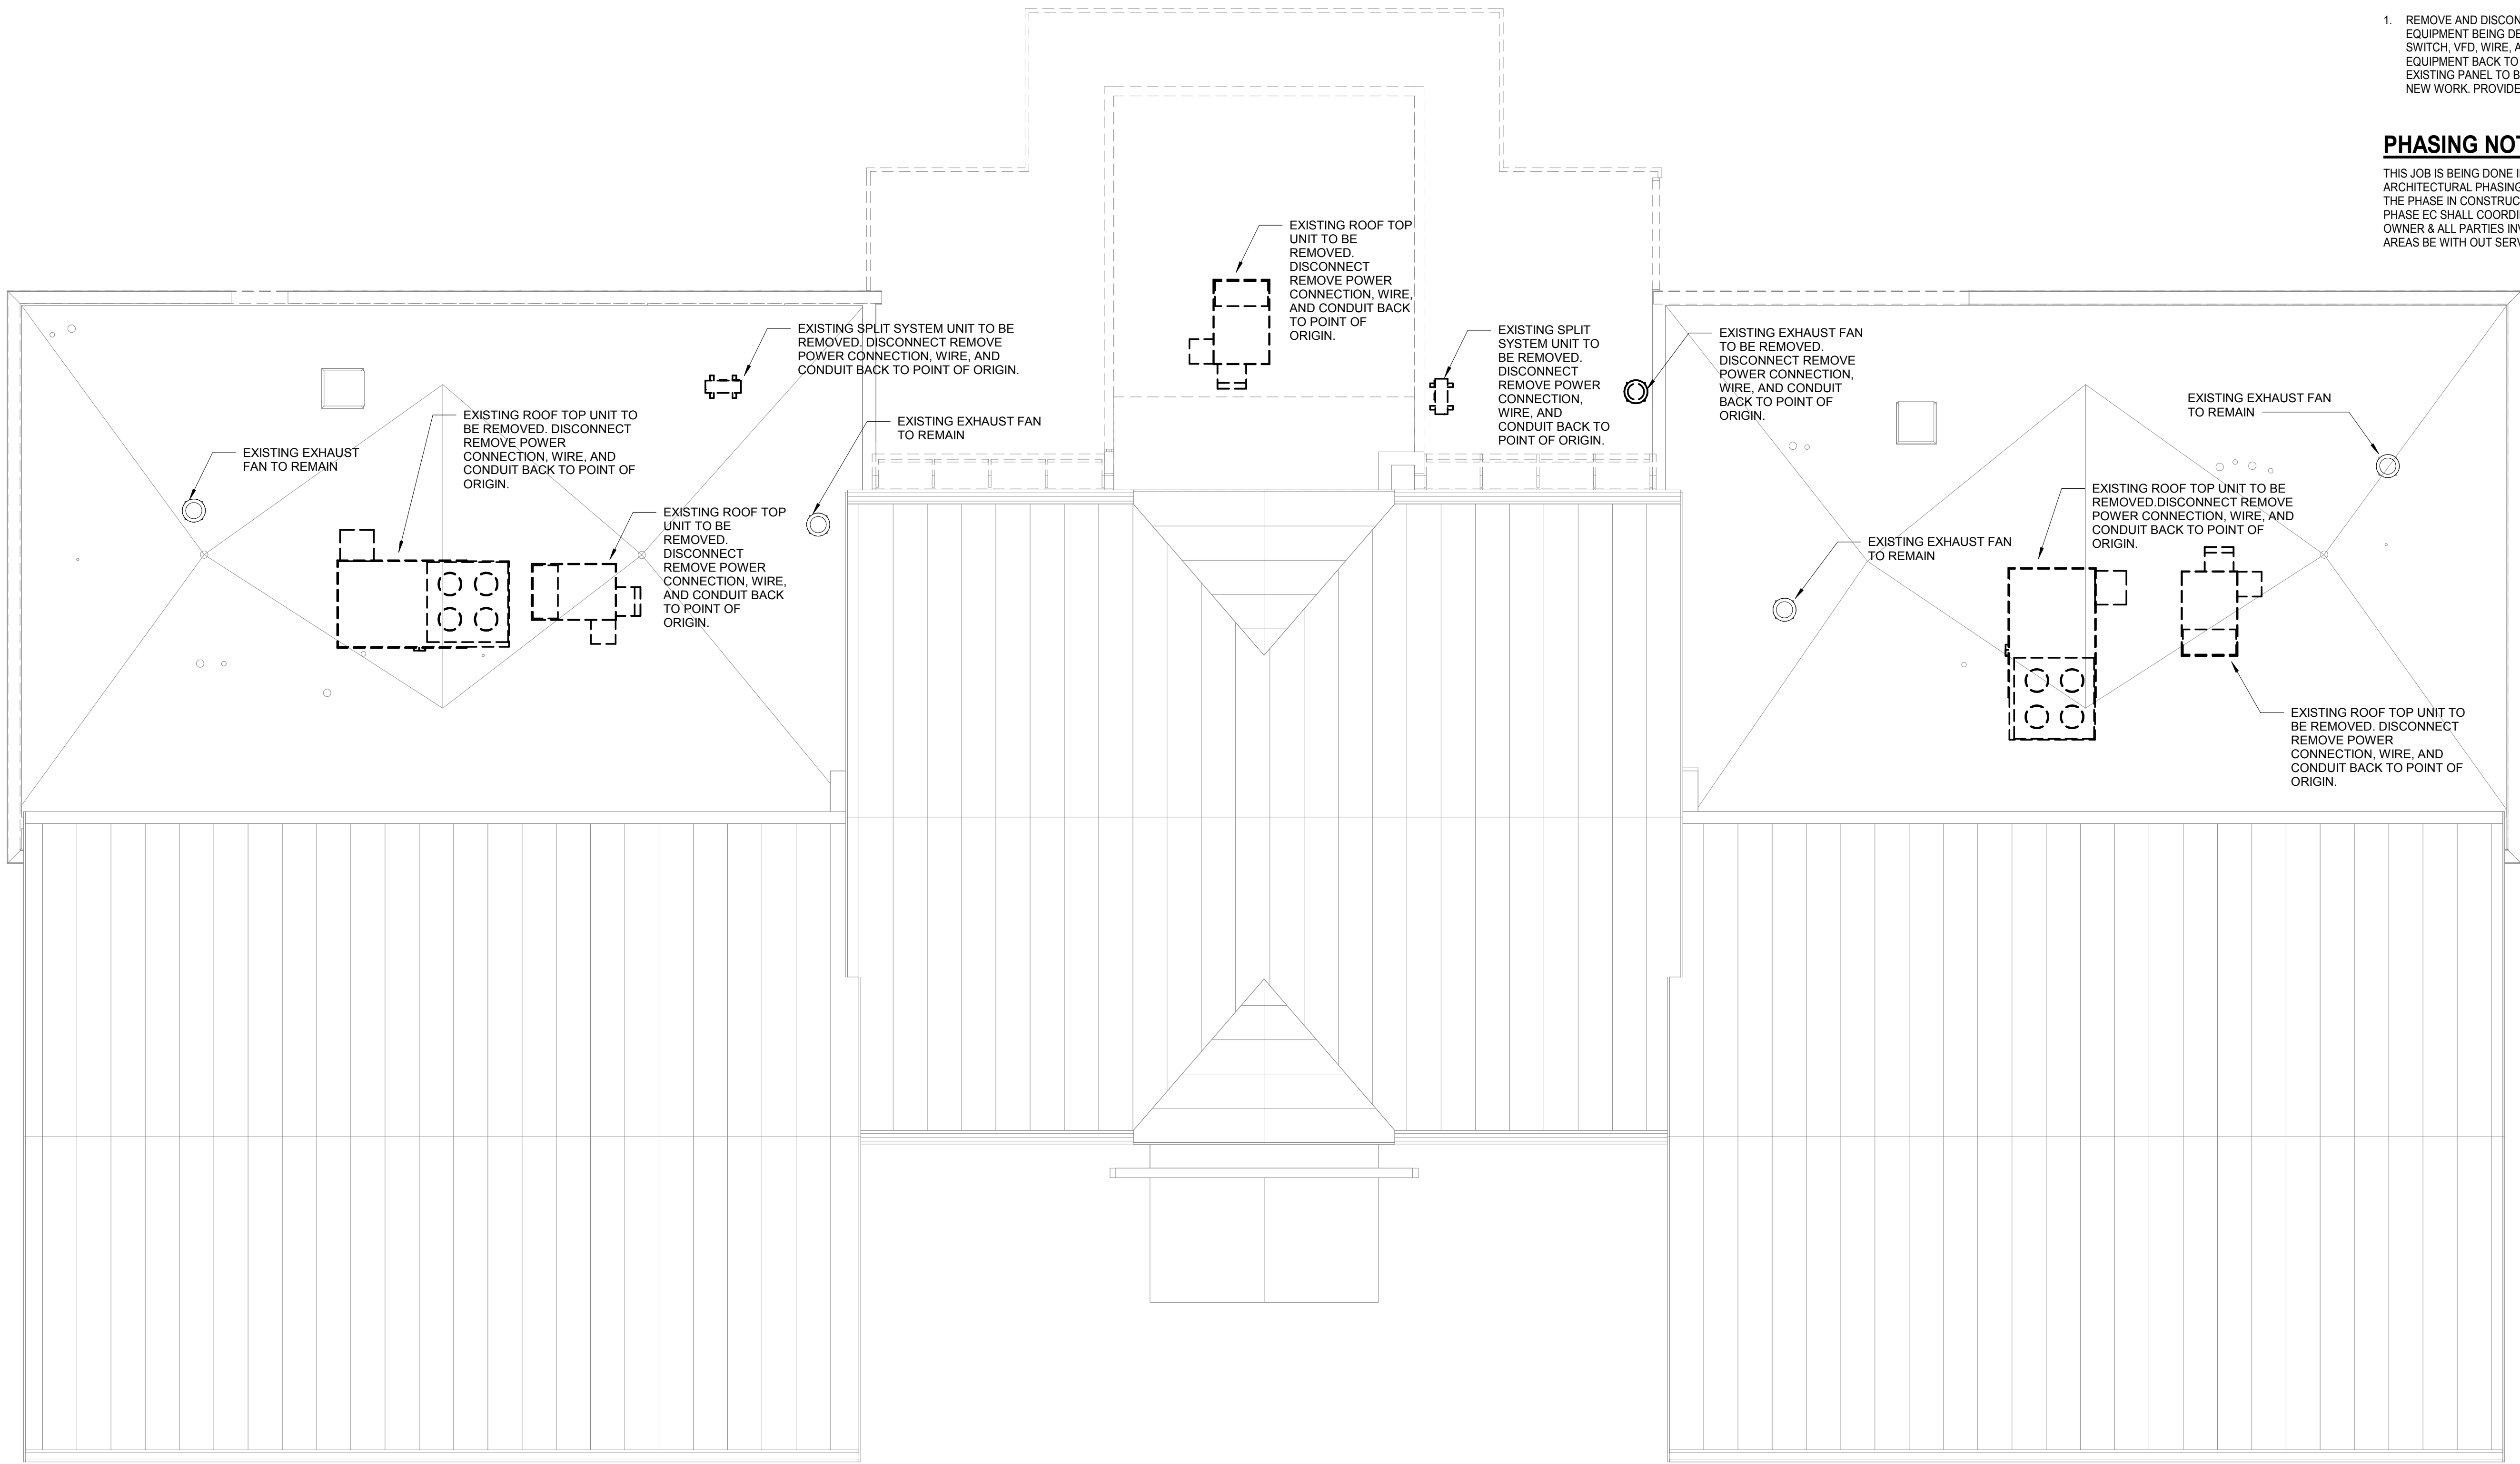 1. REMOVE AND DISCON
EQUIPMENT BEING DE
SWITCH, VFD, WIRE, A
EQUIPMENT BACK TO
EXISTING PANEL TO B
NEW WORK. PROVIDE
PHASING NOT
THIS JOB IS BEING DONE I
ARCHITECTURAL PHASING
THE PHASE IN CONSTRUC
PHASE EC SHALL COORDI
OWNER & ALL PARTIES INV
AREAS BE WITH OUT SERV
EXISTING ROOF TOP
UNIT TO BE
REMOVED.
DISCONNECT
REMOVE POWER
CONNECTION, WIRE,
AND CONDUIT BACK
TO POINT OF
ORIGIN.
EXISTING SPLIT SYSTEM UNIT TO BE
REMOVED. DISCONNECT REMOVE
POWER CONNECTION, WIRE, AND
CONDUIT BACK TO POINT OF ORIGIN.
EXISTING SPLIT
SYSTEM UNIT TO
BE REMOVED.
DISCONNECT
REMOVE POWER
CONNECTION,
WIRE, AND
CONDUIT BACK TO
POINT OF ORIGIN.
EXISTING EXHAUST FAN
TO BE REMOVED.
DISCONNECT REMOVE
POWER CONNECTION,
WIRE, AND CONDUIT
BACK TO POINT OF
ORIGIN.
EXISTING EXHAUST FAN
TO REMAIN
EXISTING ROOF TOP UNIT TO
BE REMOVED. DISCONNECT
REMOVE POWER
CONNECTION, WIRE, AND
CONDUIT BACK TO POINT OF
ORIGIN.
EXISTING EXHAUST FAN
TO REMAIN
EXISTING EXHAUST
FAN TO REMAIN
EXISTING ROOF TOP
UNIT TO BE
REMOVED.
DISCONNECT
REMOVE POWER
CONNECTION, WIRE,
AND CONDUIT BACK
TO POINT OF
ORIGIN.
EXISTING ROOF TOP UNIT TO BE
REMOVED.DISCONNECT REMOVE
POWER CONNECTION, WIRE, AND
CONDUIT BACK TO POINT OF
ORIGIN.
EXISTING EXHAUST FAN
TO REMAIN
EXISTING ROOF TOP UNIT TO
BE REMOVED. DISCONNECT
REMOVE POWER
CONNECTION, WIRE, AND
CONDUIT BACK TO POINT OF
ORIGIN.